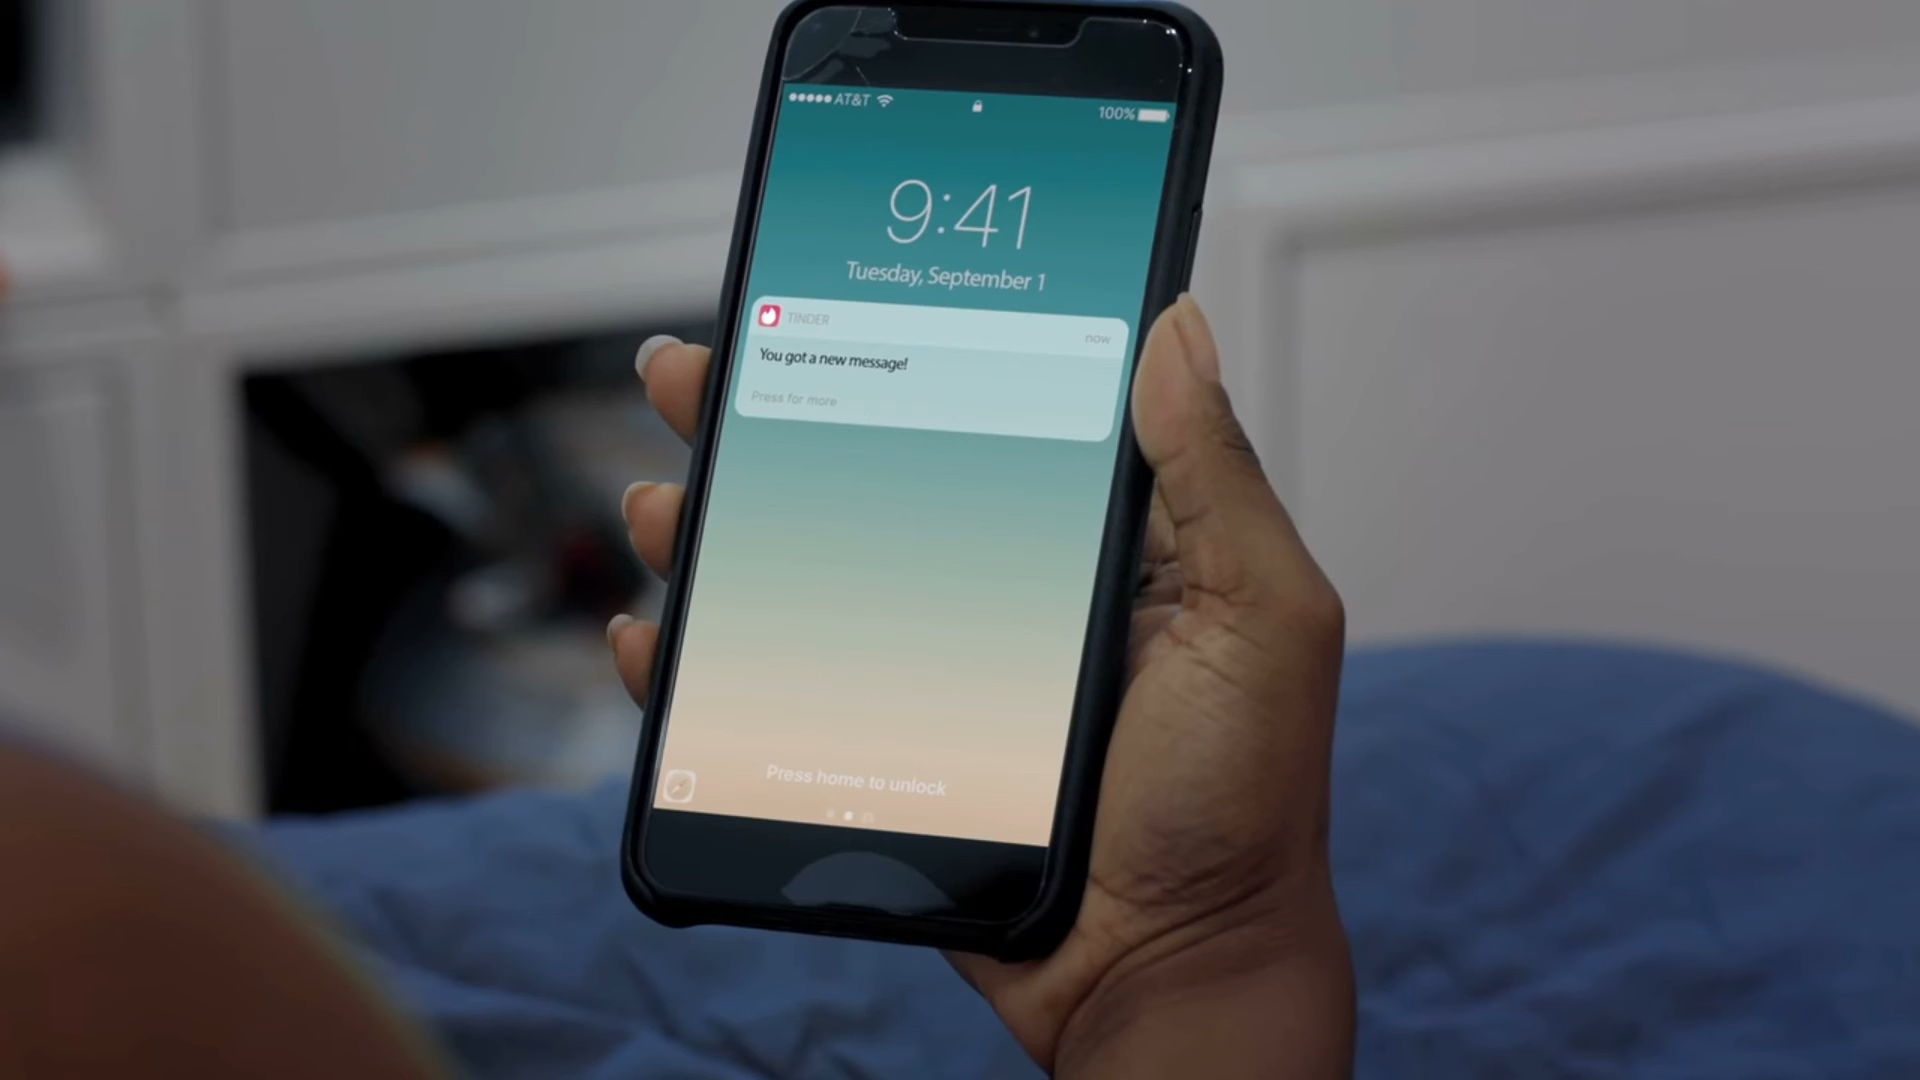 AT&T 100%
9:41
Tuesday, September 1
TINDER now
You got a new message!
Press for more
Press home to unlock